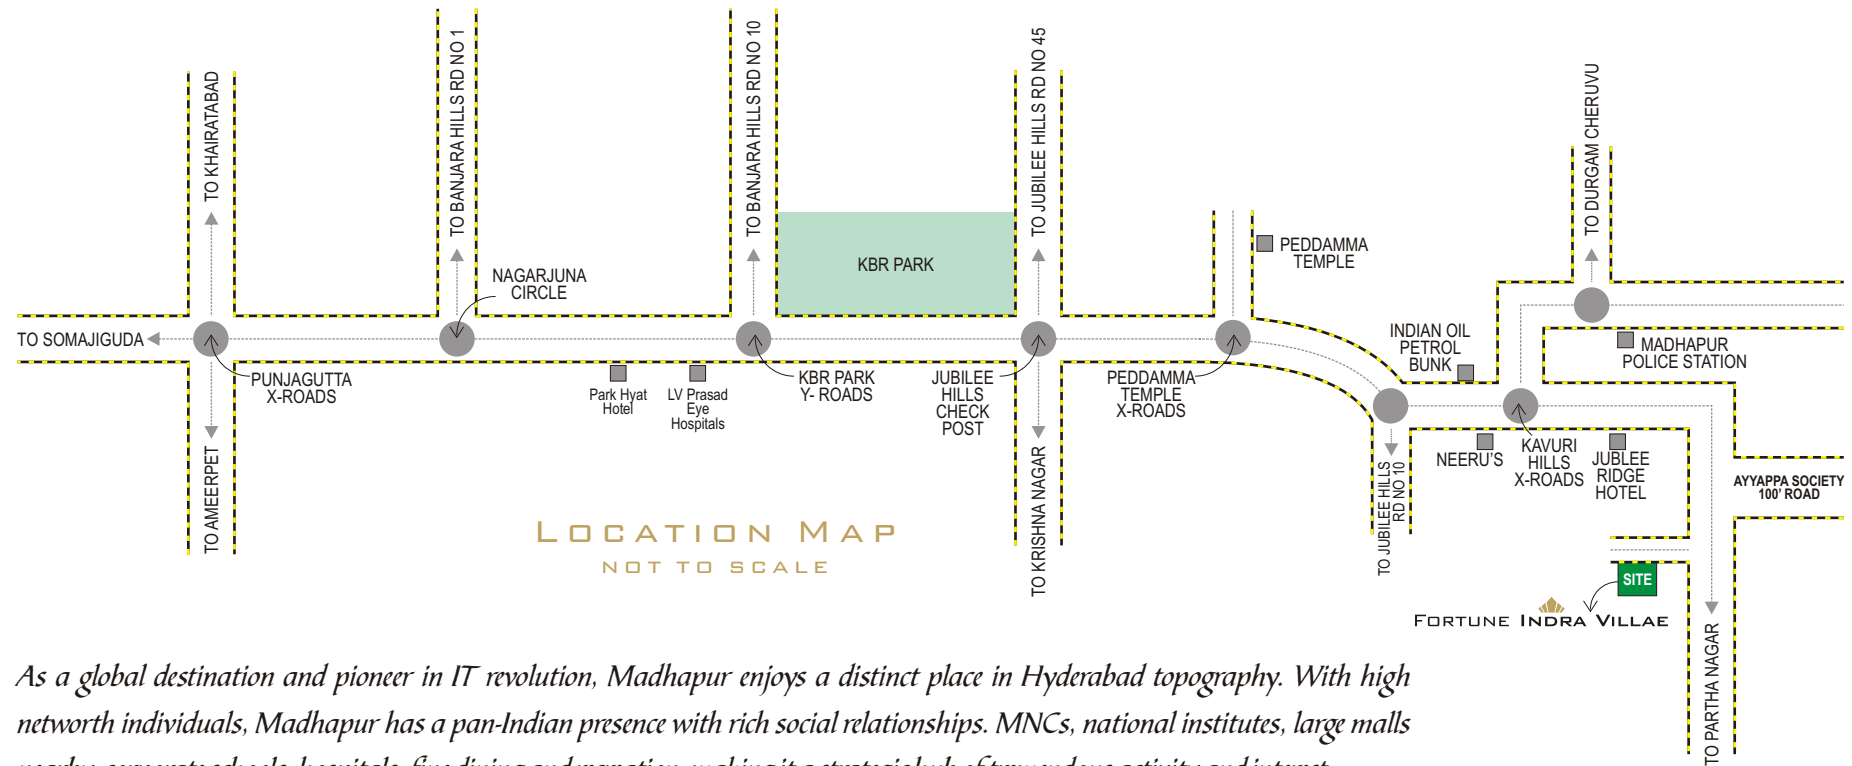 TO KHAIRATABAD
TO BANJARA HILLS RD NO 1
TO BANJARA HILLS RD NO 10
TO JUBILEE HILLS RD NO 45
TO DURGAM CHERUVU
KBR PARK
PEDDAMMA
TEMPLE
NAGARJUNA
CIRCLE
TO SOMAJIGUDA
INDIAN OIL
PETROL
BUNK
MADHAPUR
POLICE STATION
PUNJAGUTTA
X-ROADS
Park Hyat
Hotel
LV Prasad
Eye
Hospitals
KBR PARK
Y- ROADS
JUBILEE
HILLS
CHECK
POST
PEDDAMMA
TEMPLE
X-ROADS
NEERU'S
KAVURI
HILLS
X-ROADS
JUBLEE
RIDGE
HOTEL
AYYAPPA SOCIETY
100' ROAD
TO AMEERPET
TO KRISHNA NAGAR
TO JUBILEE HILLS
RD NO 10
LOCATION MAP
NOT TO SCALE
SITE
FORTUNE INDRA VILLAE
TO PARTHA NAGAR
As a global destination and pioneer in IT revolution, Madhapur enjoys a distinct place in Hyderabad topography. With high
networth individuals, Madhapur has a pan-Indian presence with rich social relationships. MNCs, national institutes, large malls